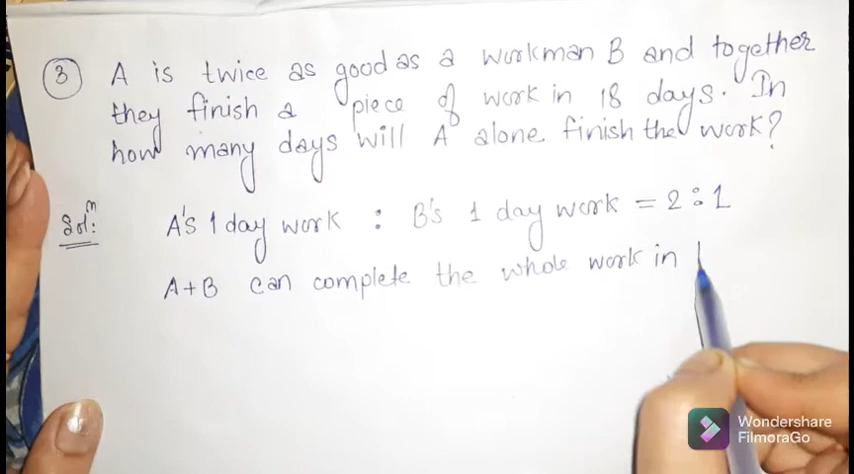 3 A is twice as good as a workman B and together
they finish a piece of work in 18 days. In
how many days will A alone finish the work?
Solⁿ: A's 1 day work : B's 1 day work = 2:1
A+B can complete the whole work in 1
Wondershare
FilmoraGo